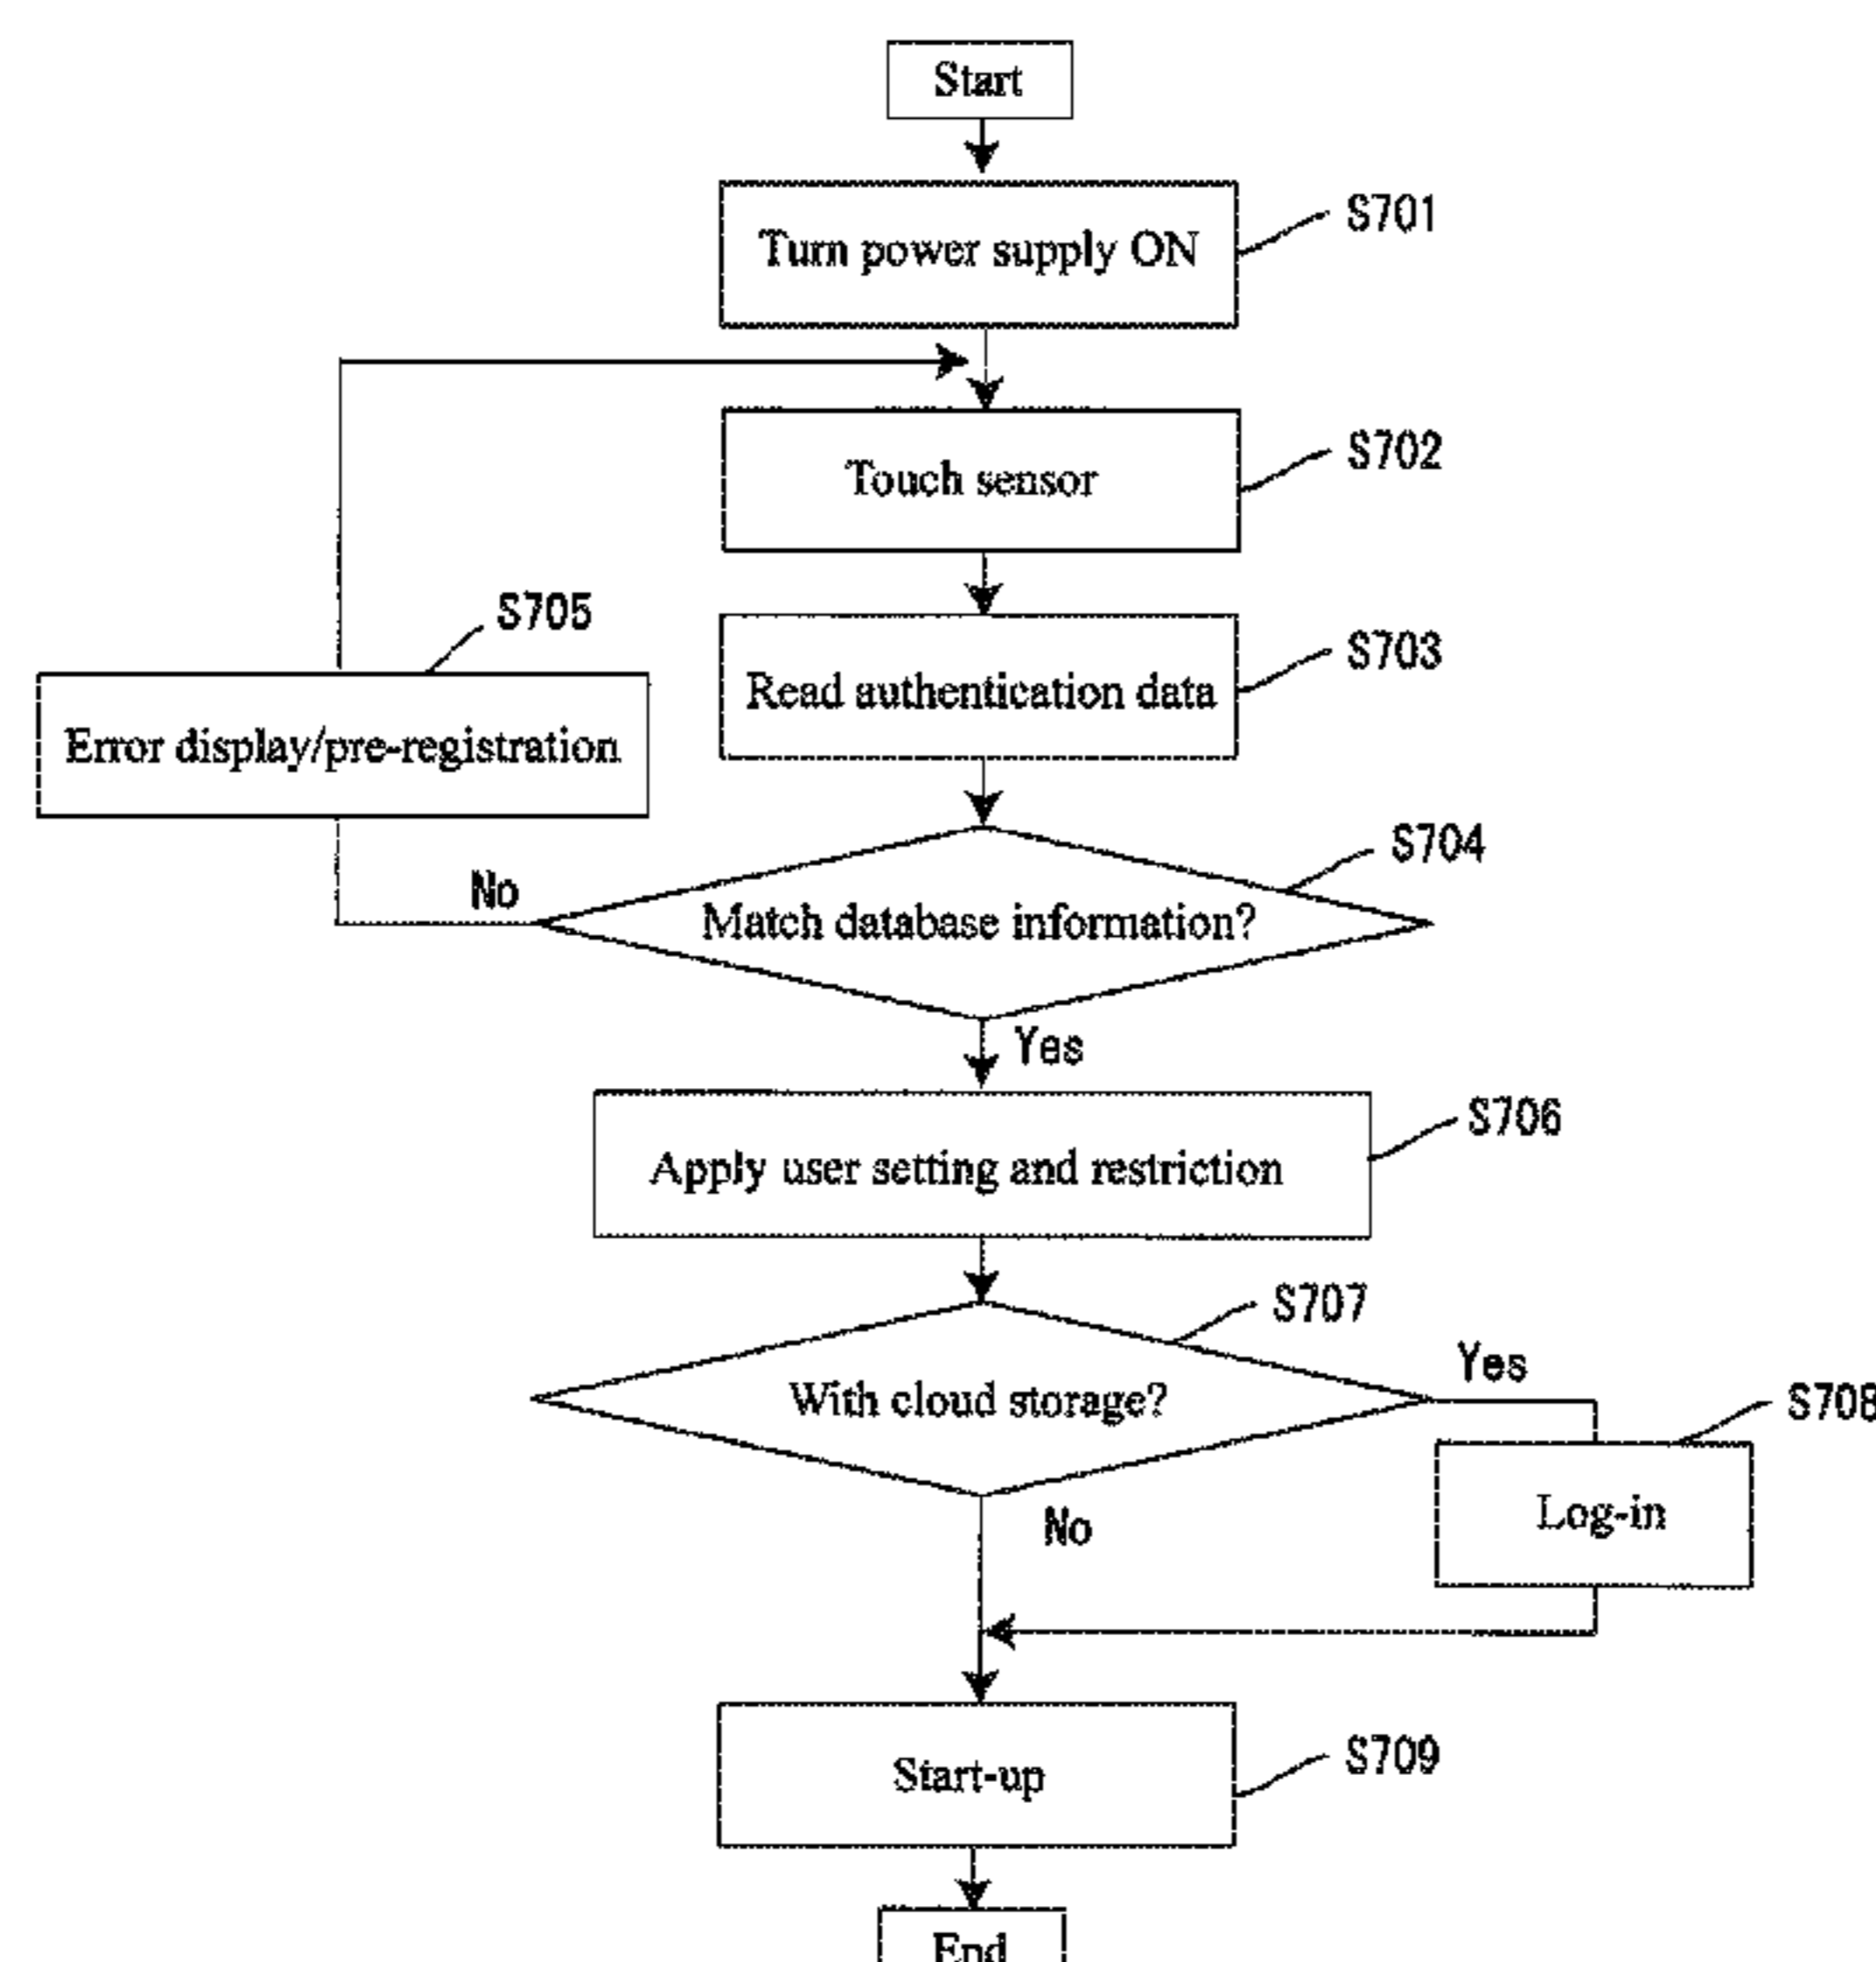 Start
Turn power supply ON
S701
Touch sensor
S702
S705
Read authentication data
S703
Error display/pre-registration
S704
No
Match database information?
Yes
Apply user setting and restriction
S706
S707
With cloud storage?
Yes
S708
Log-in
No
Start-up
S709
End